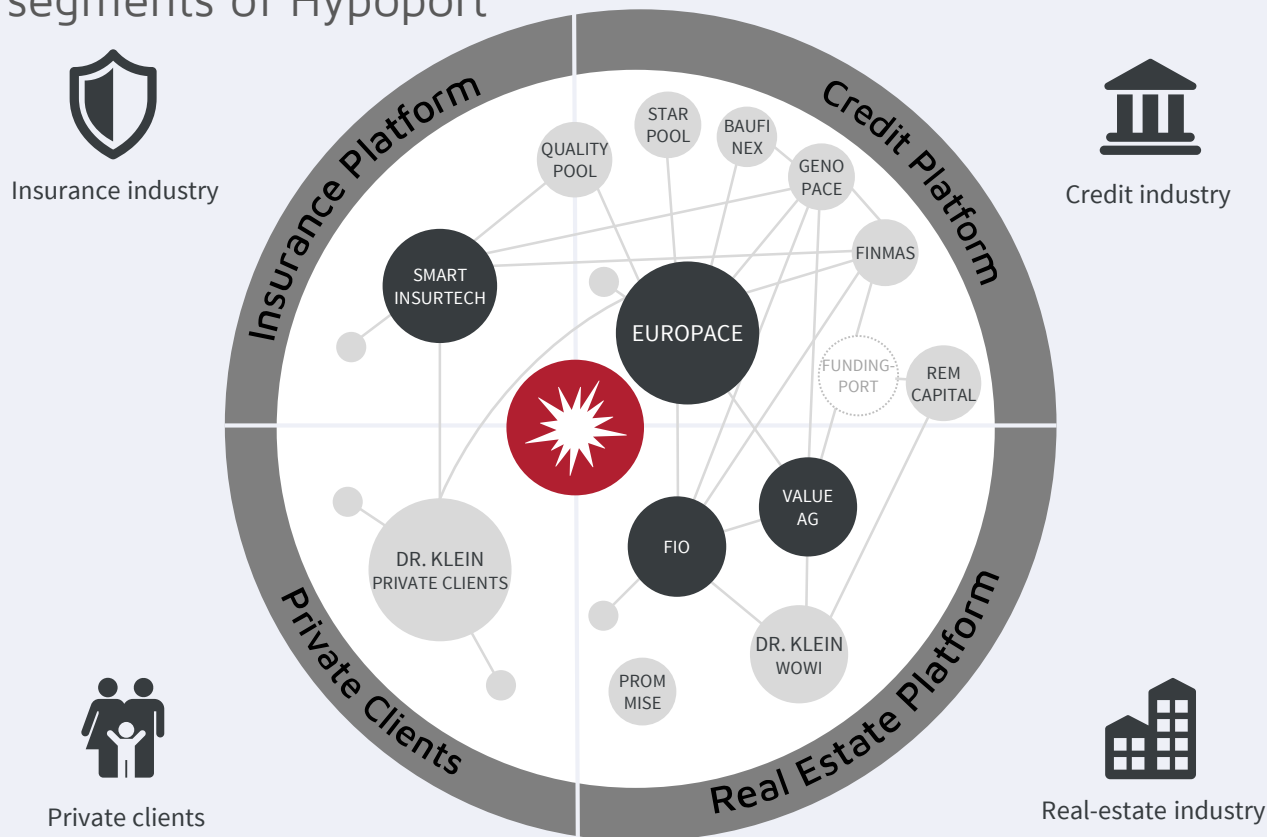 segments of Hypoport
Insurance industry
Insurance Platform
Credit Platform
Credit industry
QUALITY
POOL
STAR
POOL
BAUFI
NEX
GENO
PACE
FINMAS
SMART
INSURTECH
EUROPACE
FUNDING-
PORT
REM
CAPITAL
VALUE
AG
FIO
DR. KLEIN
PRIVATE CLIENTS
DR. KLEIN
WOWI
PROM
MISE
Private Clients
Real Estate Platform
Private clients
Real-estate industry